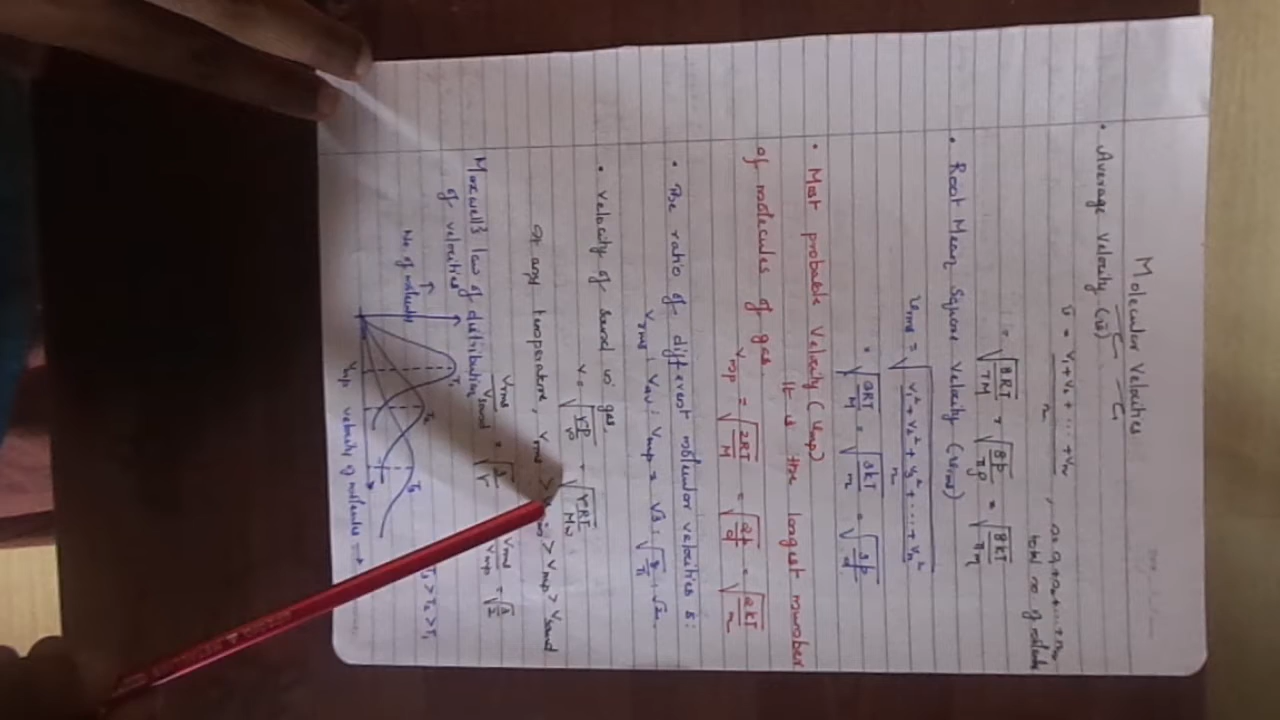 Molecular Velocities
• Average velocity (v̄)
v̄ = v₁+v₂+....+vₙ / n , n = n₁+n₂+....+nₙ
total no of molecules
= √(8RT/πM) = √(8P/πρ) = √(8kT/πm)
• Root Mean Square Velocity (vrms)
vrms = √(v₁²+v₂²+v₃²+....+vₙ² / n)
= √(3RT/M) = √(3kT/m) = √(3p/d)
• Most probable Velocity (vmp)
It is the longest number
of molecules of gas.
vmp = √(2RT/M) = √(2p/d) = √(2kT/m)
• The ratio of different molecular velocities is:
vrms : vav : vmp = √3 : √(8/π) : √2.
• Velocity of sound in gas.
= √(γRT/Mw)
at any temperature, vrms > > vmp > vsound
vrms/vsound = √(3/γ) vrms/vmp = √(3/2)
Maxwell's law of distribution
of velocities
No of molecules ↑
T₁ T₂ T₃
T₃ > T₂ > T₁
vmp velocity of molecules →